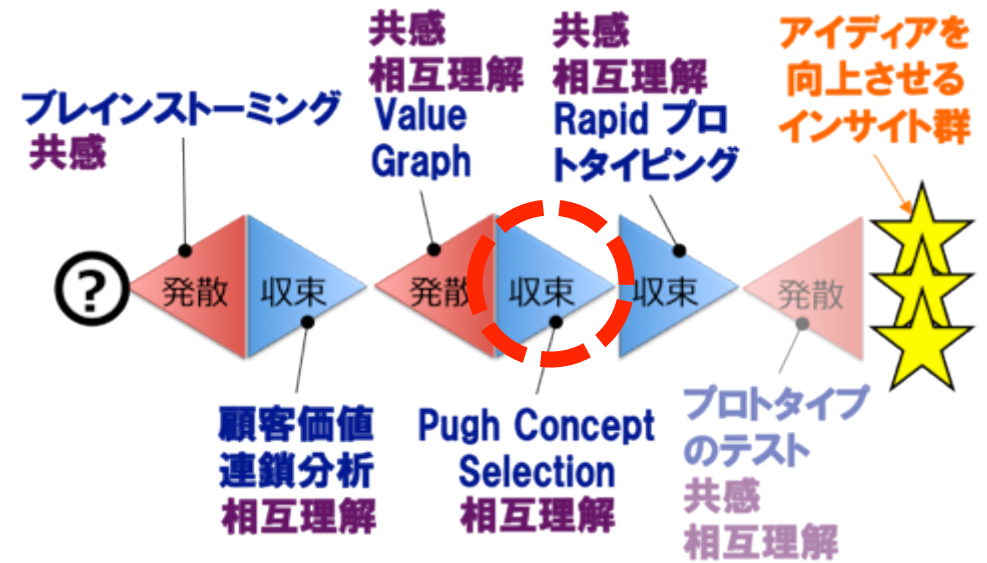 ブレインストーミング
共感
共感
相互理解
Value
Graph
共感
相互理解
Rapid プロ
トタイピング
アイディアを
向上させる
インサイト群
?
発散
収束
発散
収束
収束
発散
顧客価値
連鎖分析
相互理解
Pugh Concept
Selection
相互理解
プロトタイプ
のテスト
共感
相互理解